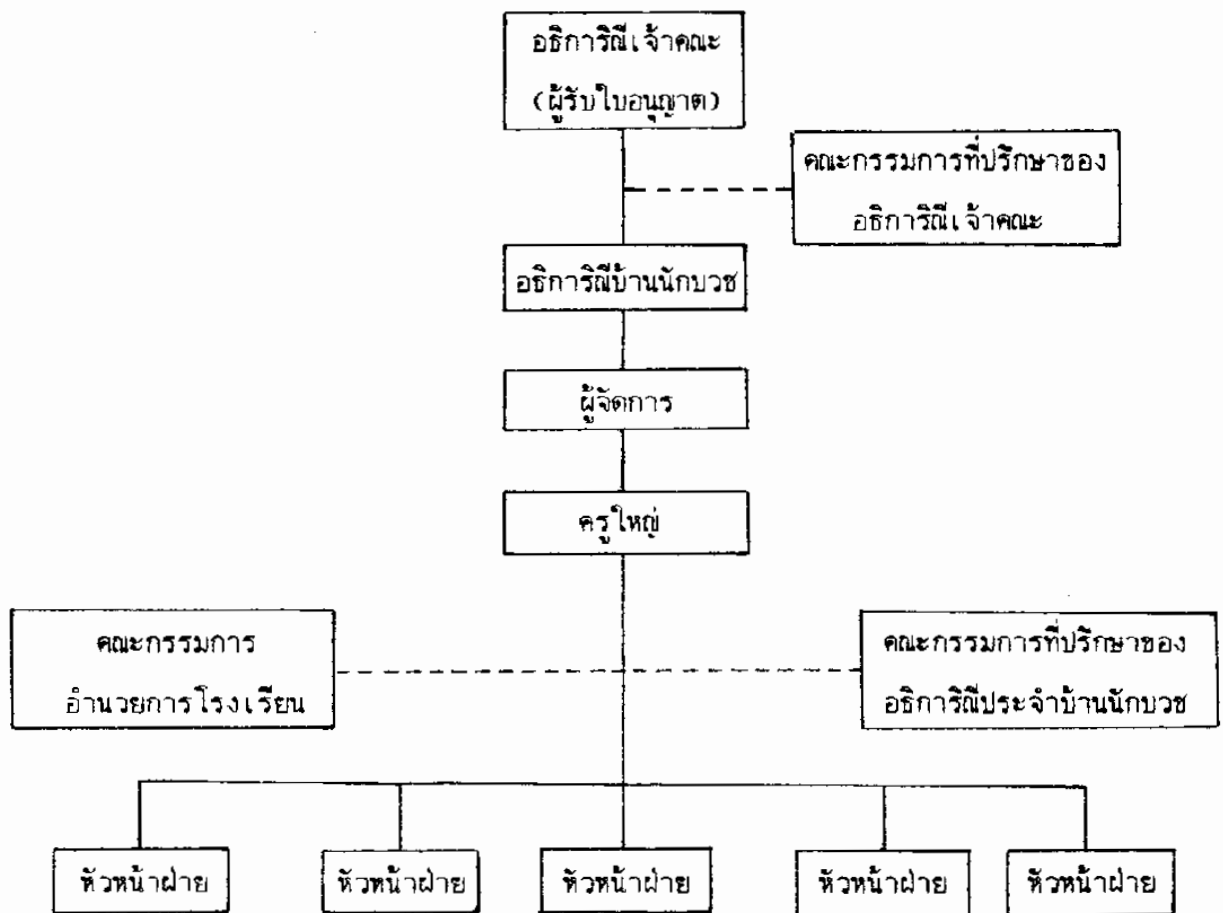 อธิการิณีเจ้าคณะ
(ผู้รับใบอนุญาต)
คณะกรรมการที่ปรึกษาของ
อธิการิณีเจ้าคณะ
อธิการิณีบ้านนักบวช
ผู้จัดการ
ครูใหญ่
คณะกรรมการ
อำนวยการโรงเรียน
คณะกรรมการที่ปรึกษาของ
อธิการิณีประจำบ้านนักบวช
หัวหน้าฝ่าย
หัวหน้าฝ่าย
หัวหน้าฝ่าย
หัวหน้าฝ่าย
หัวหน้าฝ่าย